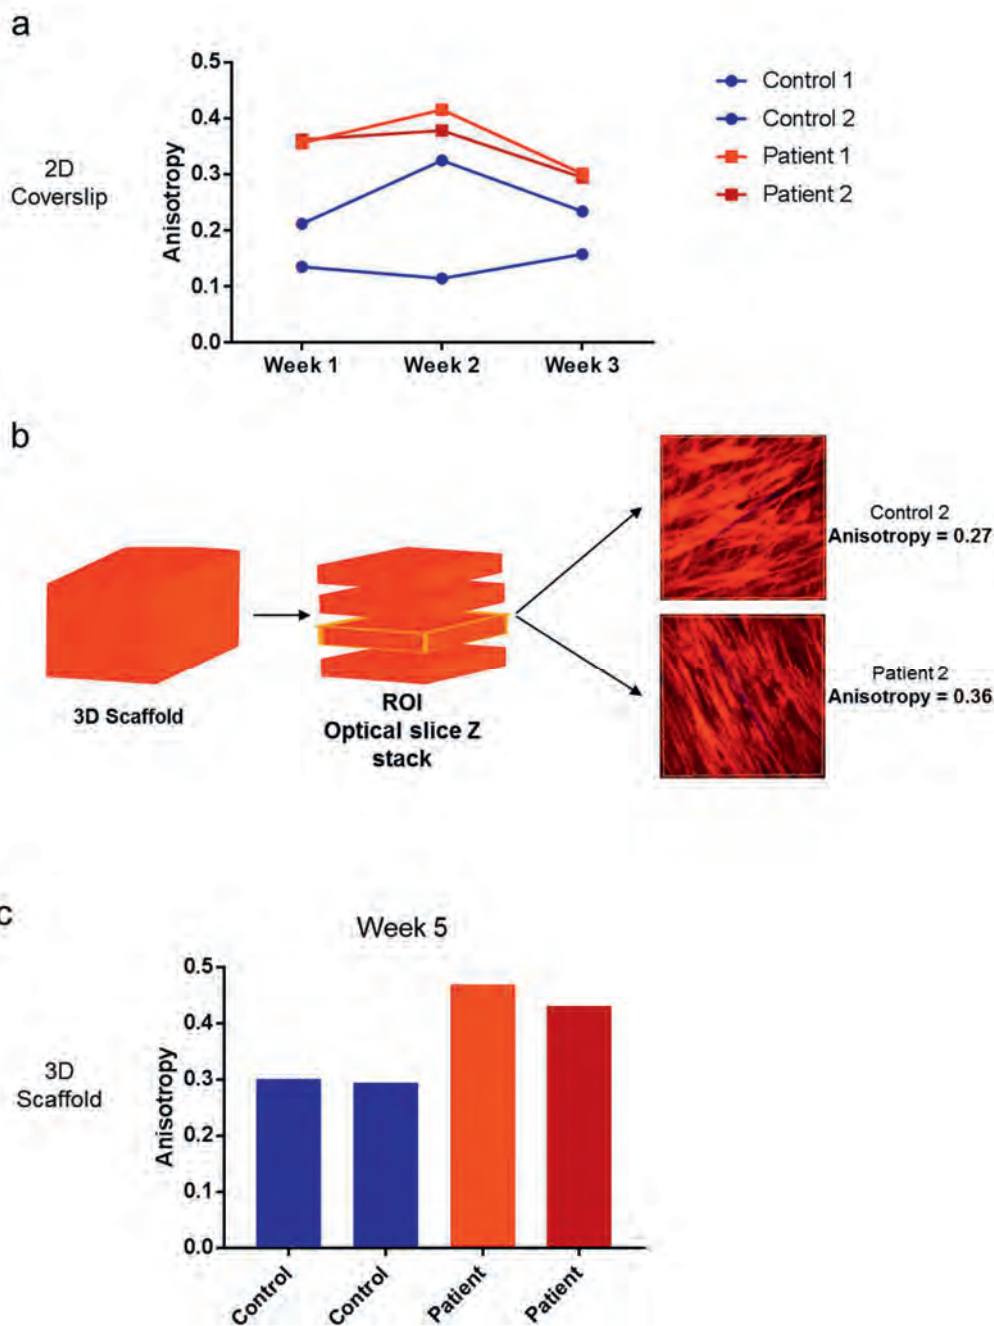 a
2D
Coverslip
Anisotropy
0.5
0.4
0.3
0.2
0.1
0.0
Week 1 Week 2 Week 3
Control 1
Control 2
Patient 1
Patient 2
b
3D Scaffold
ROI
Optical slice Z
stack
Control 2
Anisotropy = 0.27
Patient 2
Anisotropy = 0.36
c
Week 5
3D
Scaffold
Anisotropy
0.5
0.4
0.3
0.2
0.1
0.0
Control Control Patient Patient